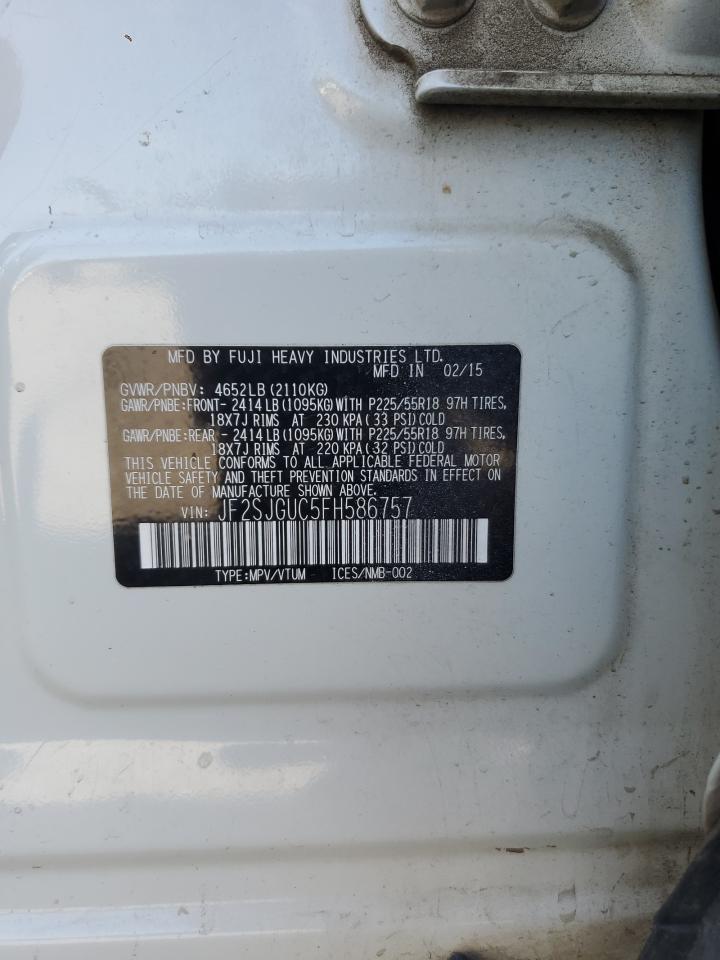 MFD BY FUJI HEAVY INDUSTRIES LTD.
MFD IN 02/15
GVWR/PNBV: 4652LB(2110KG)
GAWR/PNBE:FRONT- 2414LB(1095KG)WITH P225/55R18 97H TIRES,
18X7J RIMS AT 230 KPA(33 PSI)COLD
GAWR/PNBE:REAR - 2414LB(1095KG)WITH P225/55R18 97H TIRES,
18X7J RIMS AT 220 KPA(32 PSI)COLD
THIS VEHICLE CONFORMS TO ALL APPLICABLE FEDERAL MOTOR
VEHICLE SAFETY AND THEFT PREVENTION STANDARDS IN EFFECT ON
THE DATE OF MANUFACTURE SHOWN ABOVE.
VIN: JF2SJGUC5FH586757
TYPE:MPV/VTUM ICES/NMB-002